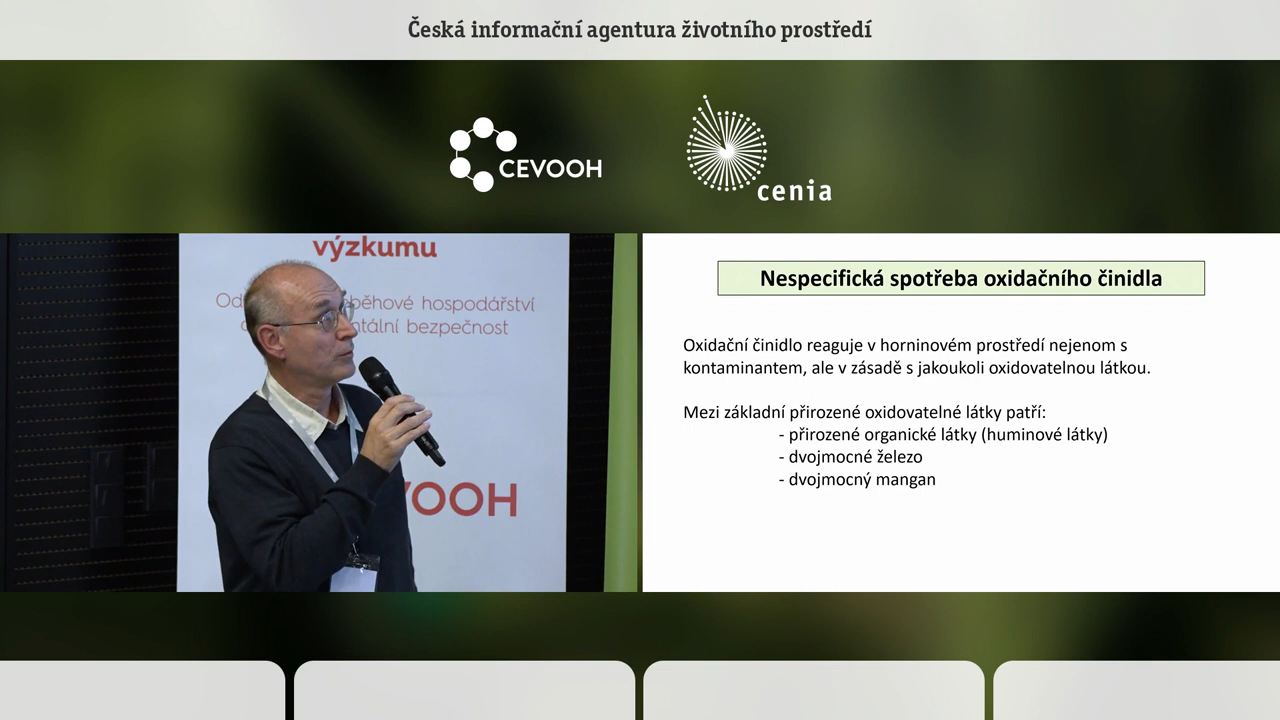 Česká informační agentura životního prostředí
CEVOOH
cenia
výzkumu
běhové hospodářství
bezpečnost
VOOH
Nespecifická spotřeba oxidačního činidla
Oxidační činidlo reaguje v horninovém prostředí nejenom s
kontaminantem, ale v zásadě s jakoukoli oxidovatelnou látkou.
Mezi základní přirozené oxidovatelné látky patří:
- přirozené organické látky (huminové látky)
- dvojmocné železo
- dvojmocný mangan